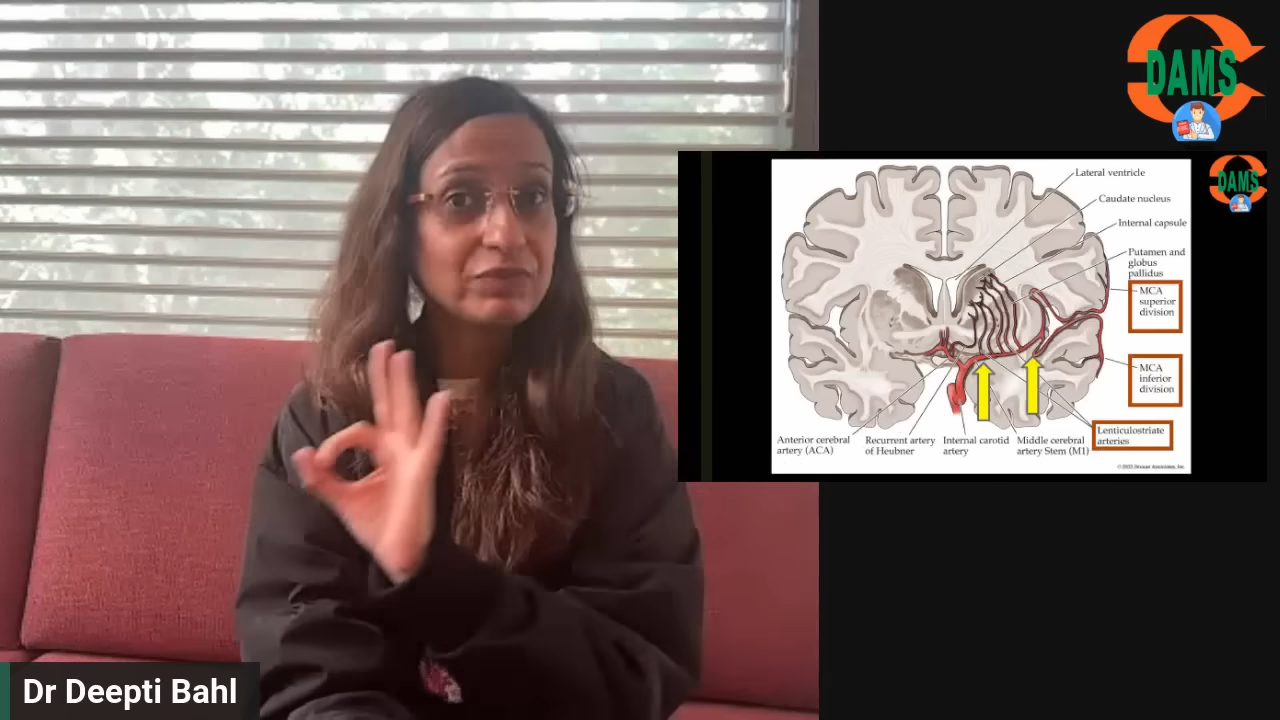 DAMS
DAMS
Lateral ventricle
Caudate nucleus
Internal capsule
Putamen and
globus
pallidus
MCA
superior
division
MCA
inferior
division
Lenticulostriate
arteries
Anterior cerebral
artery (ACA)
Recurrent artery
of Heubner
Internal carotid
artery
Middle cerebral
artery Stem (M1)
Dr Deepti Bahl